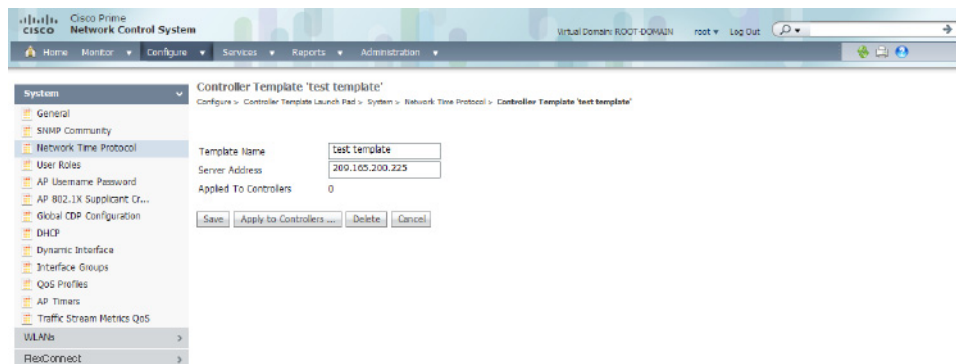 Cisco Prime
CISCO Network Control System
Virtual Domain: ROOT-DOMAIN root Log Out
Home Monitor Configure Services Reports Administration
System
General
SNMP Community
Network Time Protocol
User Roles
AP Username Password
AP 802.1X Supplicant Cr...
Global CDP Configuration
DHCP
Dynamic Interface
Interface Groups
QoS Profiles
AP Timers
Traffic Stream Metrics QoS
WLANs
FlexConnect
Controller Template 'test template'
Configure > Controller Template Launch Pad > System > Network Time Protocol > Controller Template 'test template'
Template Name test template
Server Address 209.165.200.225
Applied To Controllers 0
Save Apply to Controllers ... Delete Cancel